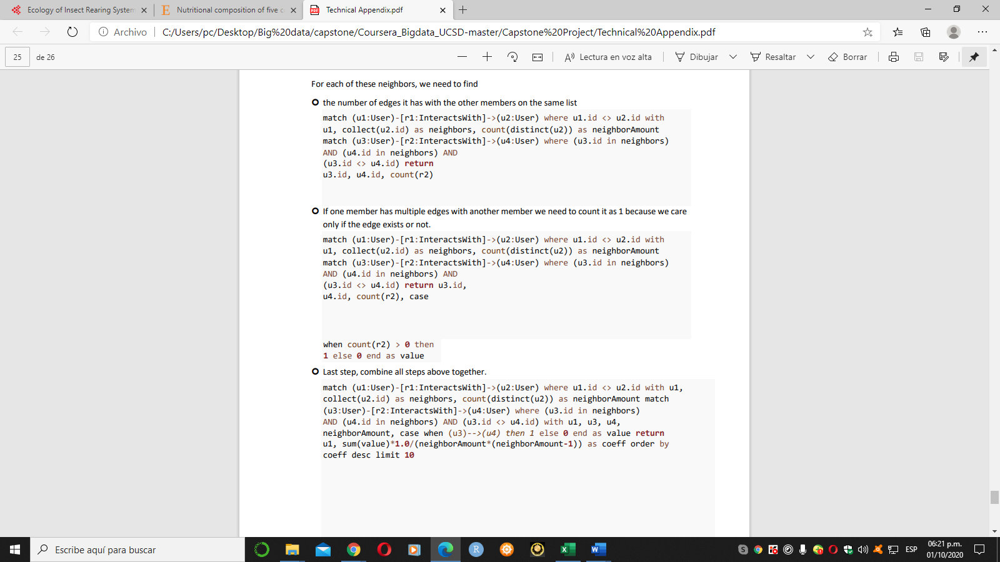 Ecology of Insect Rearing System
Nutritional composition of five c
Technical Appendix.pdf
Archivo
C:/Users/pc/Desktop/Big%20data/capstone/Coursera_Bigdata_UCSD-master/Capstone%20Project/Technical%20Appendix.pdf
25 de 26
Lectura en voz alta
Dibujar
Resaltar
Borrar
For each of these neighbors, we need to find
the number of edges it has with the other members on the same list
match (u1:User)-[r1:InteractsWith]->(u2:User) where u1.id <> u2.id with
u1, collect(u2.id) as neighbors, count(distinct(u2)) as neighborAmount
match (u3:User)-[r2:InteractsWith]->(u4:User) where (u3.id in neighbors)
AND (u4.id in neighbors) AND
(u3.id <> u4.id) return
u3.id, u4.id, count(r2)
If one member has multiple edges with another member we need to count it as 1 because we care
only if the edge exists or not.
match (u1:User)-[r1:InteractsWith]->(u2:User) where u1.id <> u2.id with
u1, collect(u2.id) as neighbors, count(distinct(u2)) as neighborAmount
match (u3:User)-[r2:InteractsWith]->(u4:User) where (u3.id in neighbors)
AND (u4.id in neighbors) AND
(u3.id <> u4.id) return u3.id,
u4.id, count(r2), case
when count(r2) > 0 then
1 else 0 end as value
Last step, combine all steps above together.
match (u1:User)-[r1:InteractsWith]->(u2:User) where u1.id <> u2.id with u1,
collect(u2.id) as neighbors, count(distinct(u2)) as neighborAmount match
(u3:User)-[r2:InteractsWith]->(u4:User) where (u3.id in neighbors)
AND (u4.id in neighbors) AND (u3.id <> u4.id) with u1, u3, u4,
neighborAmount, case when (u3)-->(u4) then 1 else 0 end as value return
u1, sum(value)*1.0/(neighborAmount*(neighborAmount-1)) as coeff order by
coeff desc limit 10
Escribe aquí para buscar
ESP
06:21 p.m.
01/10/2020